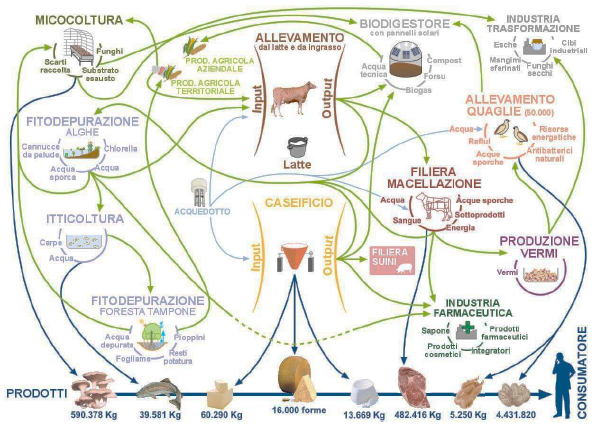 MICOCOLTURA
Scarti
raccolta
Funghi
Substrato
esausto
PROD. AGRICOLA
AZIENDALE
PROD. AGRICOLA
TERRITORIALE
ALLEVAMENTO
dal latte e da ingrasso
Input
Output
Latte
BIODIGESTORE
con pannelli solari
Acqua
tecnica
Compost
Forsu
Biogas
INDUSTRIA
TRASFORMAZIONE
Esche
Cibi
industriali
Mangimi
sfarinati
Funghi
secchi
FITODEPURAZIONE
ALGHE
Cannucce
da palude
Chlorella
Acqua
sporca
Acqua
ALLEVAMENTO
QUAGLIE (50.000)
Acqua
Rifiuti
Risorse
energetiche
Acque
sporche
Antibatterici
naturali
ITTICOLTURA
Carpe
Acqua
ACQUEDOTTO
CASEIFICIO
Input
Output
FILIERA
MACELLAZIONE
Acqua
Acque sporche
Sottoprodotti
Sangue
Energia
FILIERA
SUINI
PRODUZIONE
VERMI
Vermi
FITODEPURAZIONE
FORESTA TAMPONE
Acqua
depurata
Pioppini
Fogliame
Resti
potatura
INDUSTRIA
FARMACEUTICA
Sapone
Prodotti
farmaceutici
Prodotti
cosmetici
Integratori
PRODOTTI
590.378 Kg
39.581 Kg
60.290 Kg
16.000 forme
13.669 Kg
482.416 Kg
5.250 Kg
4.431.820
CONSUMATORE